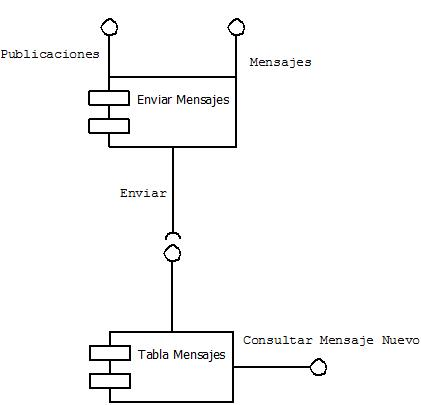 Publicaciones
Mensajes
Enviar Mensajes
Enviar
Consultar Mensaje Nuevo
Tabla Mensajes